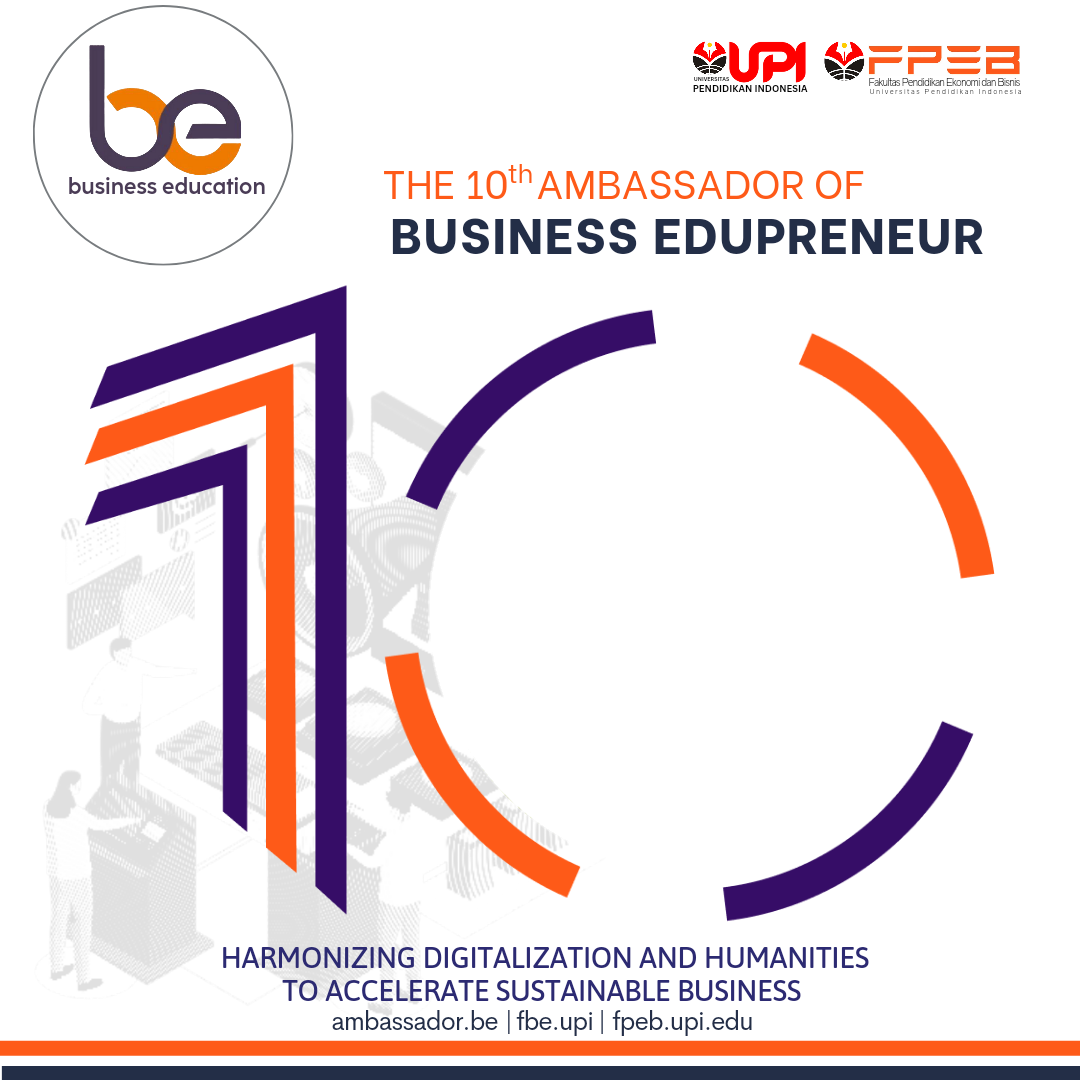 be
business education
UPI
UNIVERSITAS
PENDIDIKAN INDONESIA
FPEB
Fakultas Pendidikan Ekonomi dan Bisnis
Universitas Pendidikan Indonesia
THE 10th AMBASSADOR OF
BUSINESS EDUPRENEUR
10
HARMONIZING DIGITALIZATION AND HUMANITIES
TO ACCELERATE SUSTAINABLE BUSINESS
ambassador.be | fbe.upi | fpeb.upi.edu